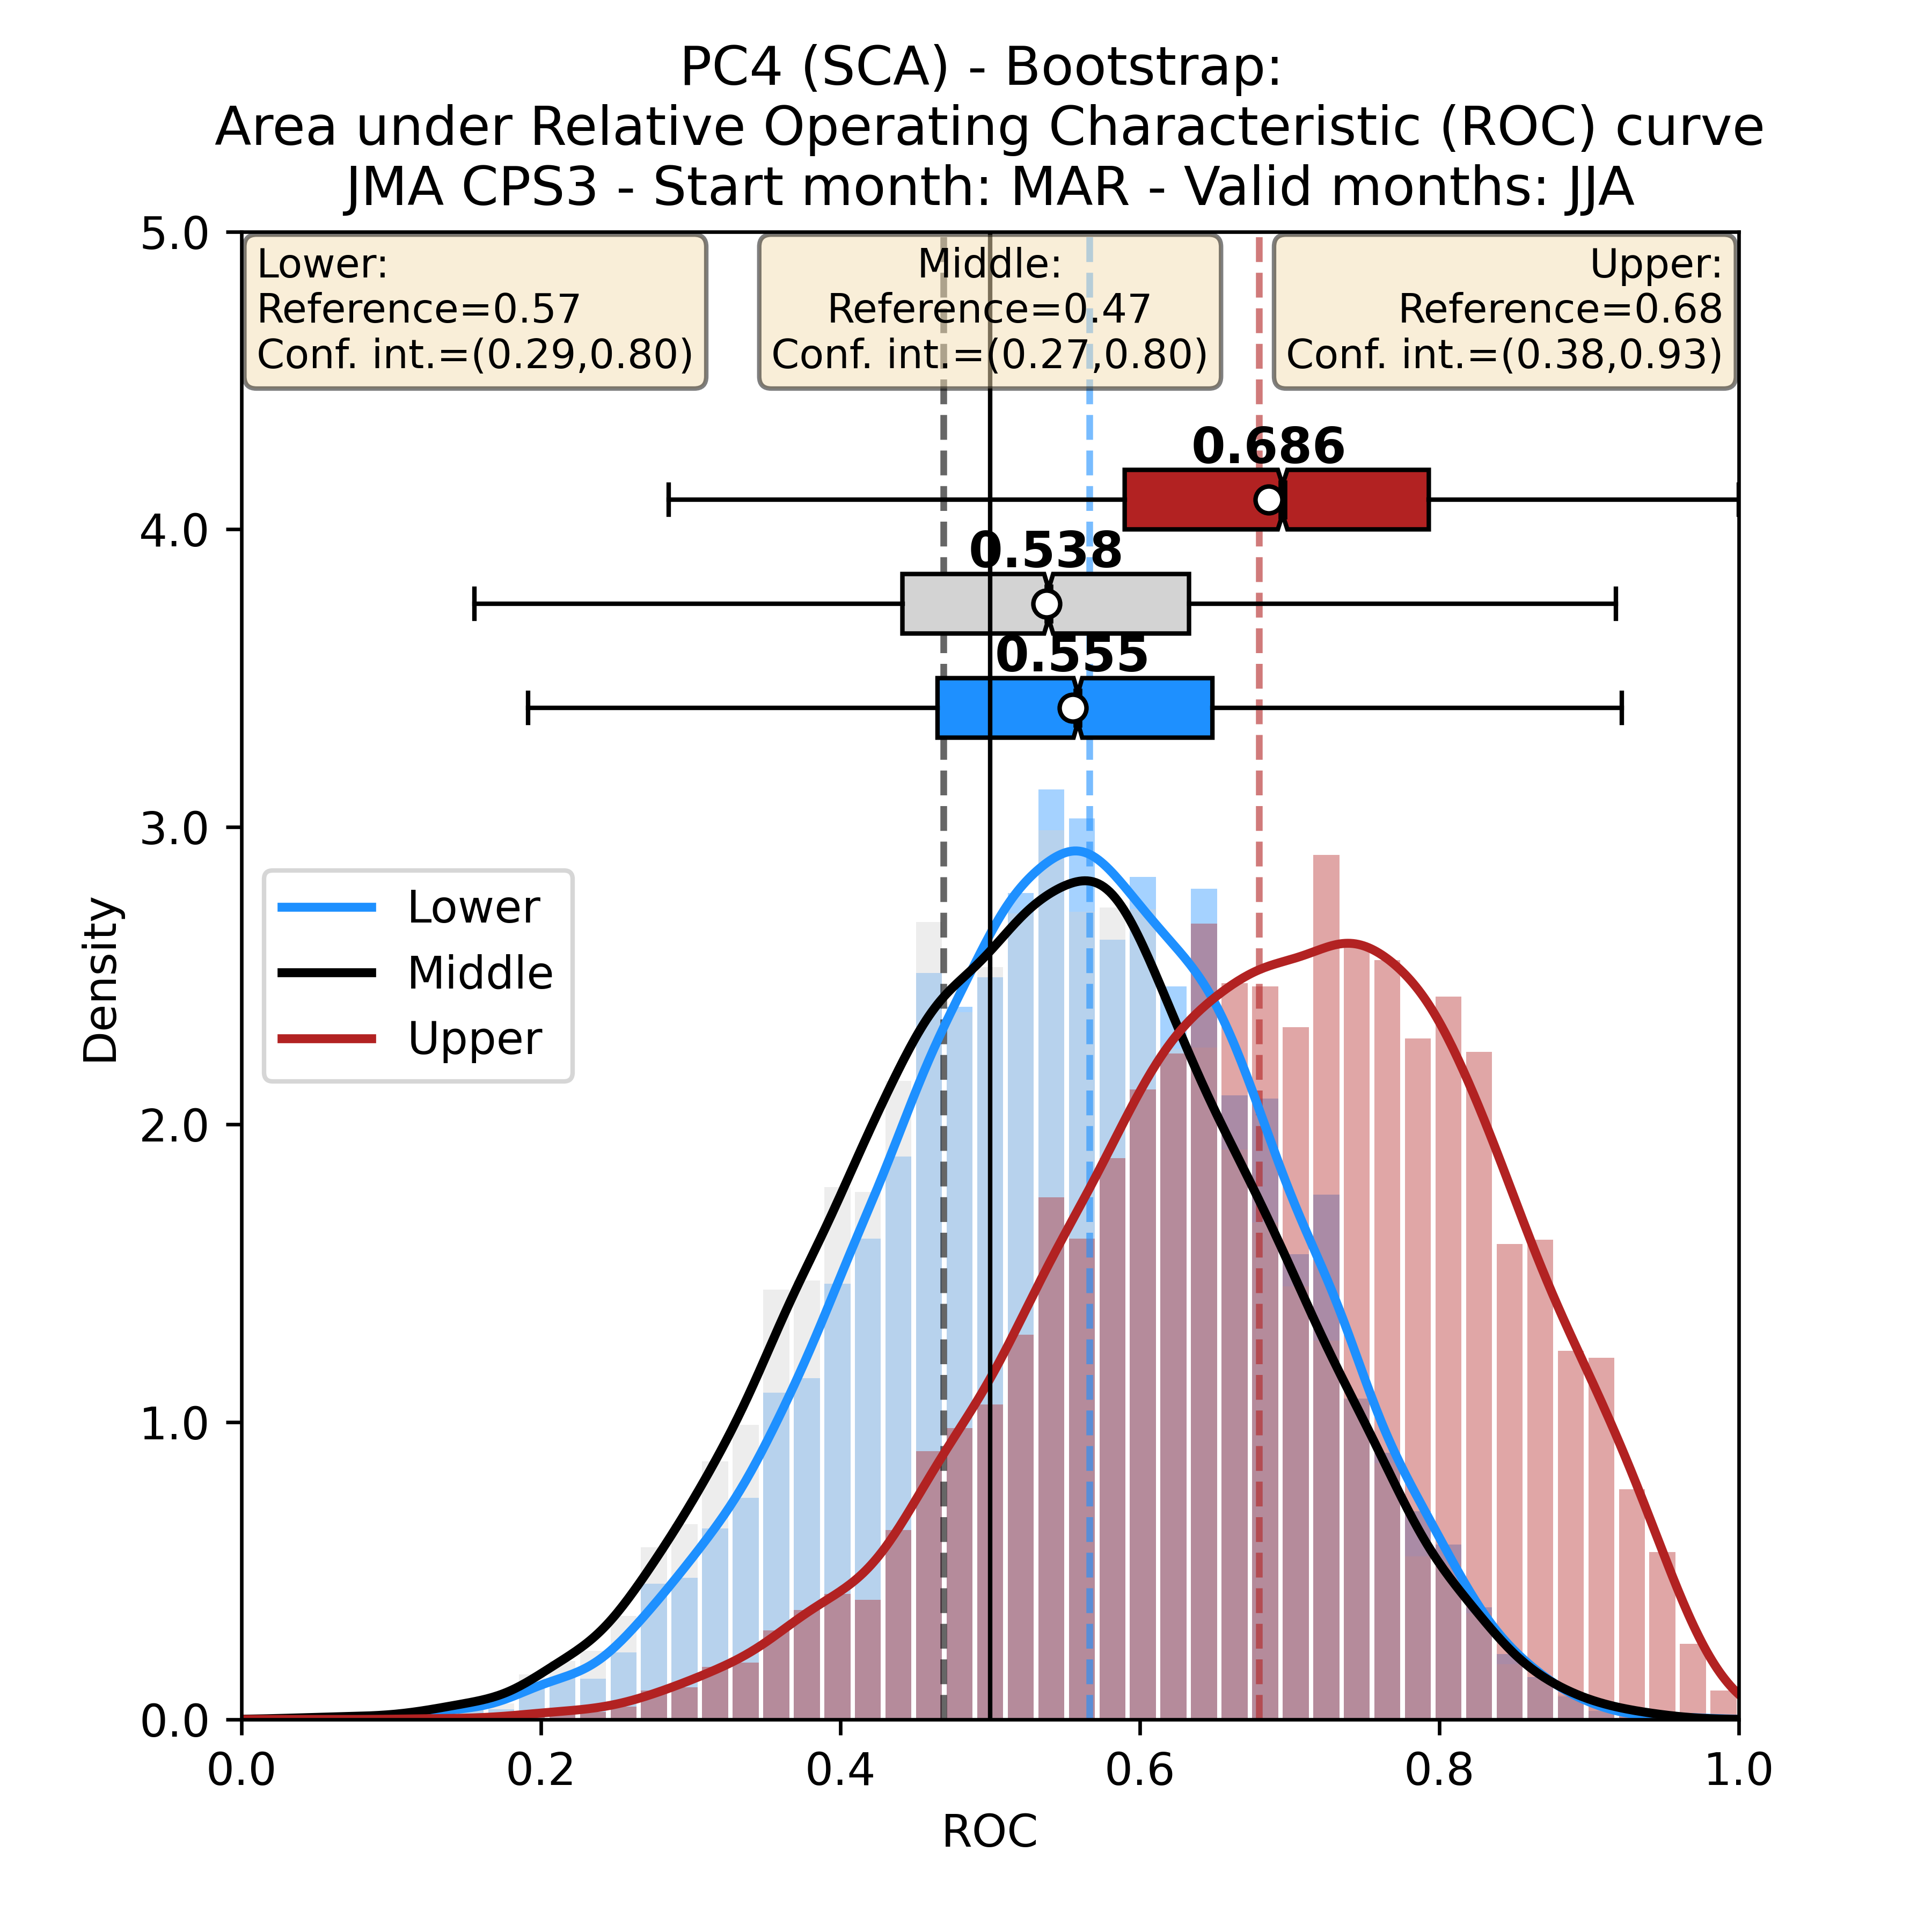 PC4 (SCA) - Bootstrap:
Area under Relative Operating Characteristic (ROC) curve
JMA CPS3 - Start month: MAR - Valid months: JJA
Lower:
Reference=0.57
Conf. int.=(0.29,0.80)
Middle:
Reference=0.47
Conf. int.=(0.27,0.80)
Upper:
Reference=0.68
Conf. int.=(0.38,0.93)
0.686
0.538
0.555
Lower
Middle
Upper
Density
5.0
4.0
3.0
2.0
1.0
0.0
0.0
0.2
0.4
0.6
0.8
1.0
ROC